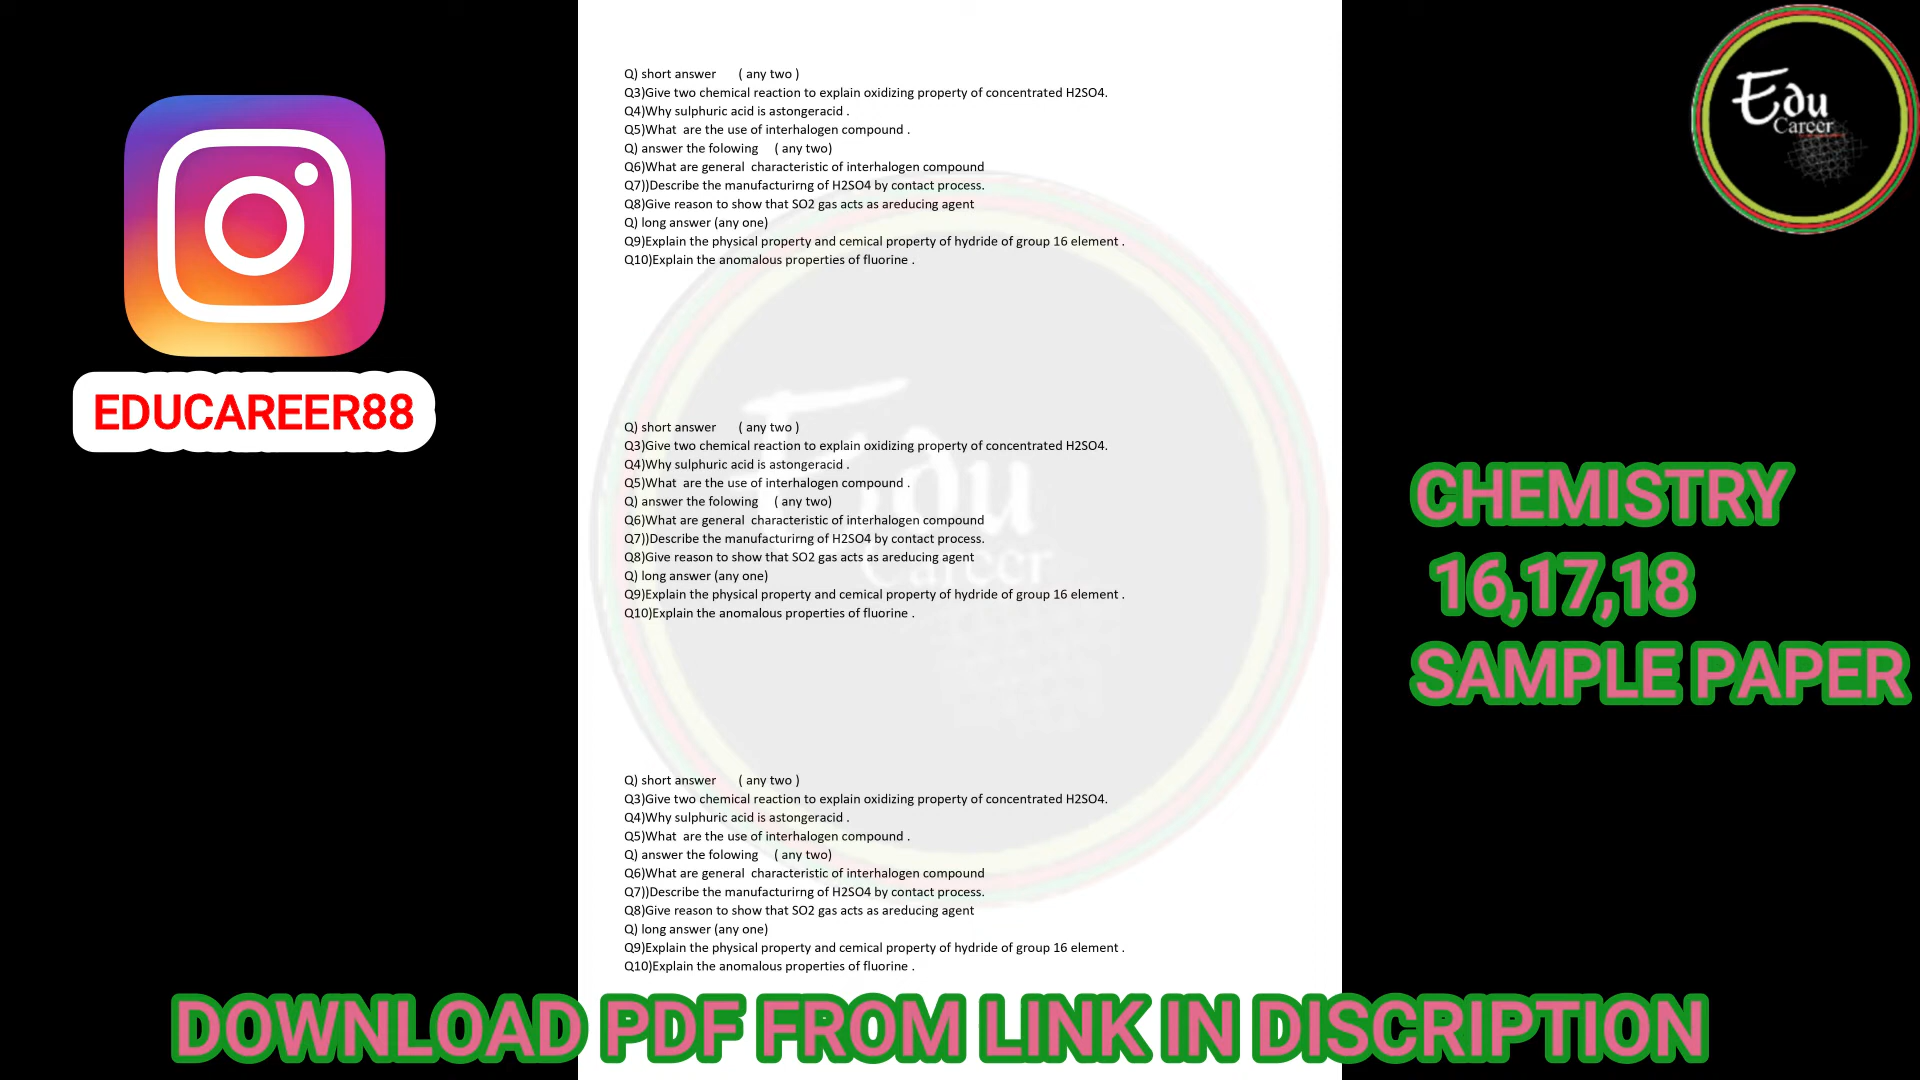 Q) short answer ( any two )
Q3)Give two chemical reaction to explain oxidizing property of concentrated H2SO4.
Q4)Why sulphuric acid is astongeracid .
Q5)What are the use of interhalogen compound .
Q) answer the folowing ( any two)
Q6)What are general characteristic of interhalogen compound
Q7))Describe the manufacturirng of H2SO4 by contact process.
Q8)Give reason to show that SO2 gas acts as areducing agent
Q) long answer (any one)
Q9)Explain the physical property and cemical property of hydride of group 16 element .
Q10)Explain the anomalous properties of fluorine .
Q) short answer ( any two )
Q3)Give two chemical reaction to explain oxidizing property of concentrated H2SO4.
Q4)Why sulphuric acid is astongeracid .
Q5)What are the use of interhalogen compound .
Q) answer the folowing ( any two)
Q6)What are general characteristic of interhalogen compound
Q7))Describe the manufacturirng of H2SO4 by contact process.
Q8)Give reason to show that SO2 gas acts as areducing agent
Q) long answer (any one)
Q9)Explain the physical property and cemical property of hydride of group 16 element .
Q10)Explain the anomalous properties of fluorine .
Q) short answer ( any two )
Q3)Give two chemical reaction to explain oxidizing property of concentrated H2SO4.
Q4)Why sulphuric acid is astongeracid .
Q5)What are the use of interhalogen compound .
Q) answer the folowing ( any two)
Q6)What are general characteristic of interhalogen compound
Q7))Describe the manufacturirng of H2SO4 by contact process.
Q8)Give reason to show that SO2 gas acts as areducing agent
Q) long answer (any one)
Q9)Explain the physical property and cemical property of hydride of group 16 element .
Q10)Explain the anomalous properties of fluorine .
Edu
Career
EDUCAREER88
Edu
Career
CHEMISTRY
16,17,18
SAMPLE PAPER
DOWNLOAD PDF FROM LINK IN DISCRIPTION